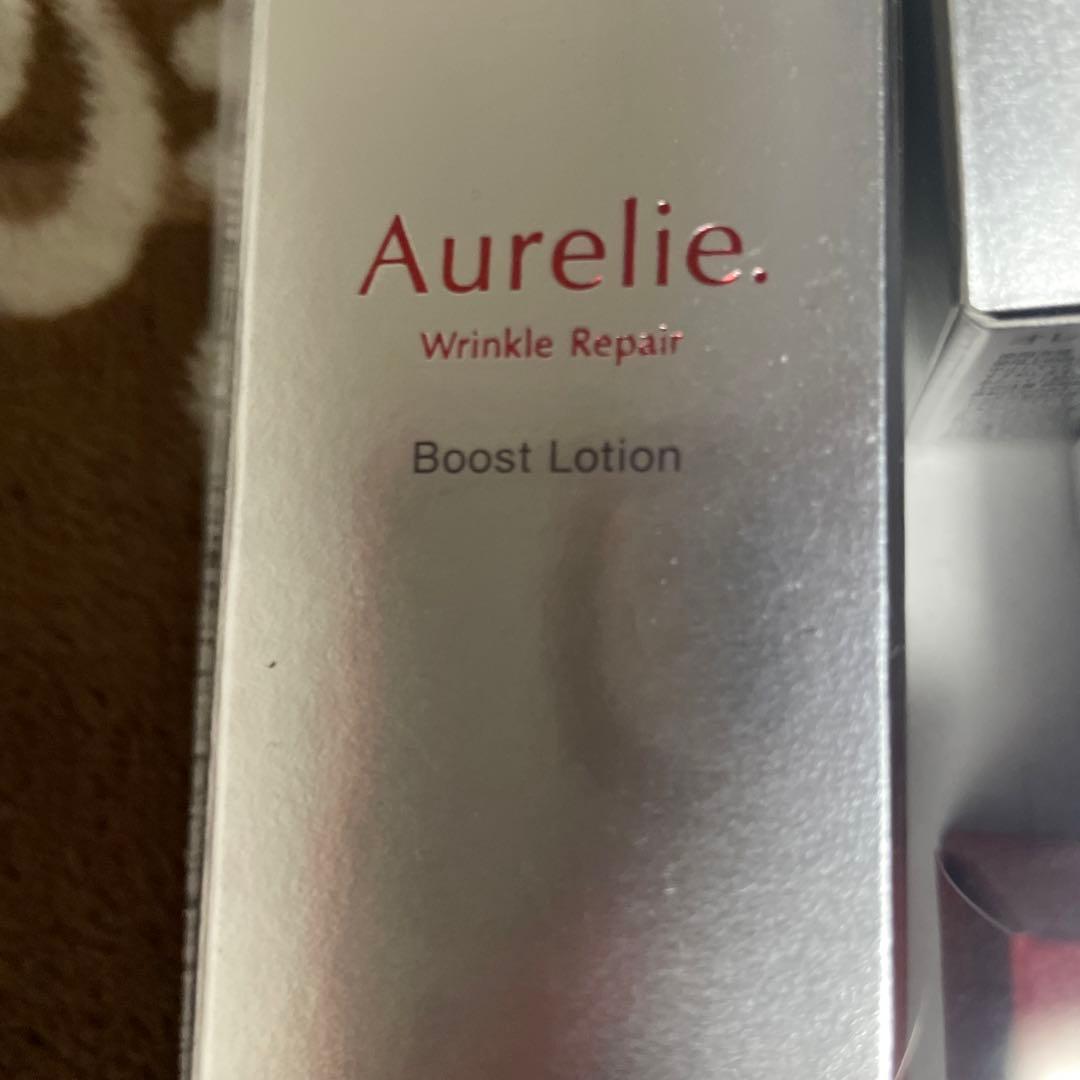 Aurelie.
Wrinkle Repair
Boost Lotion